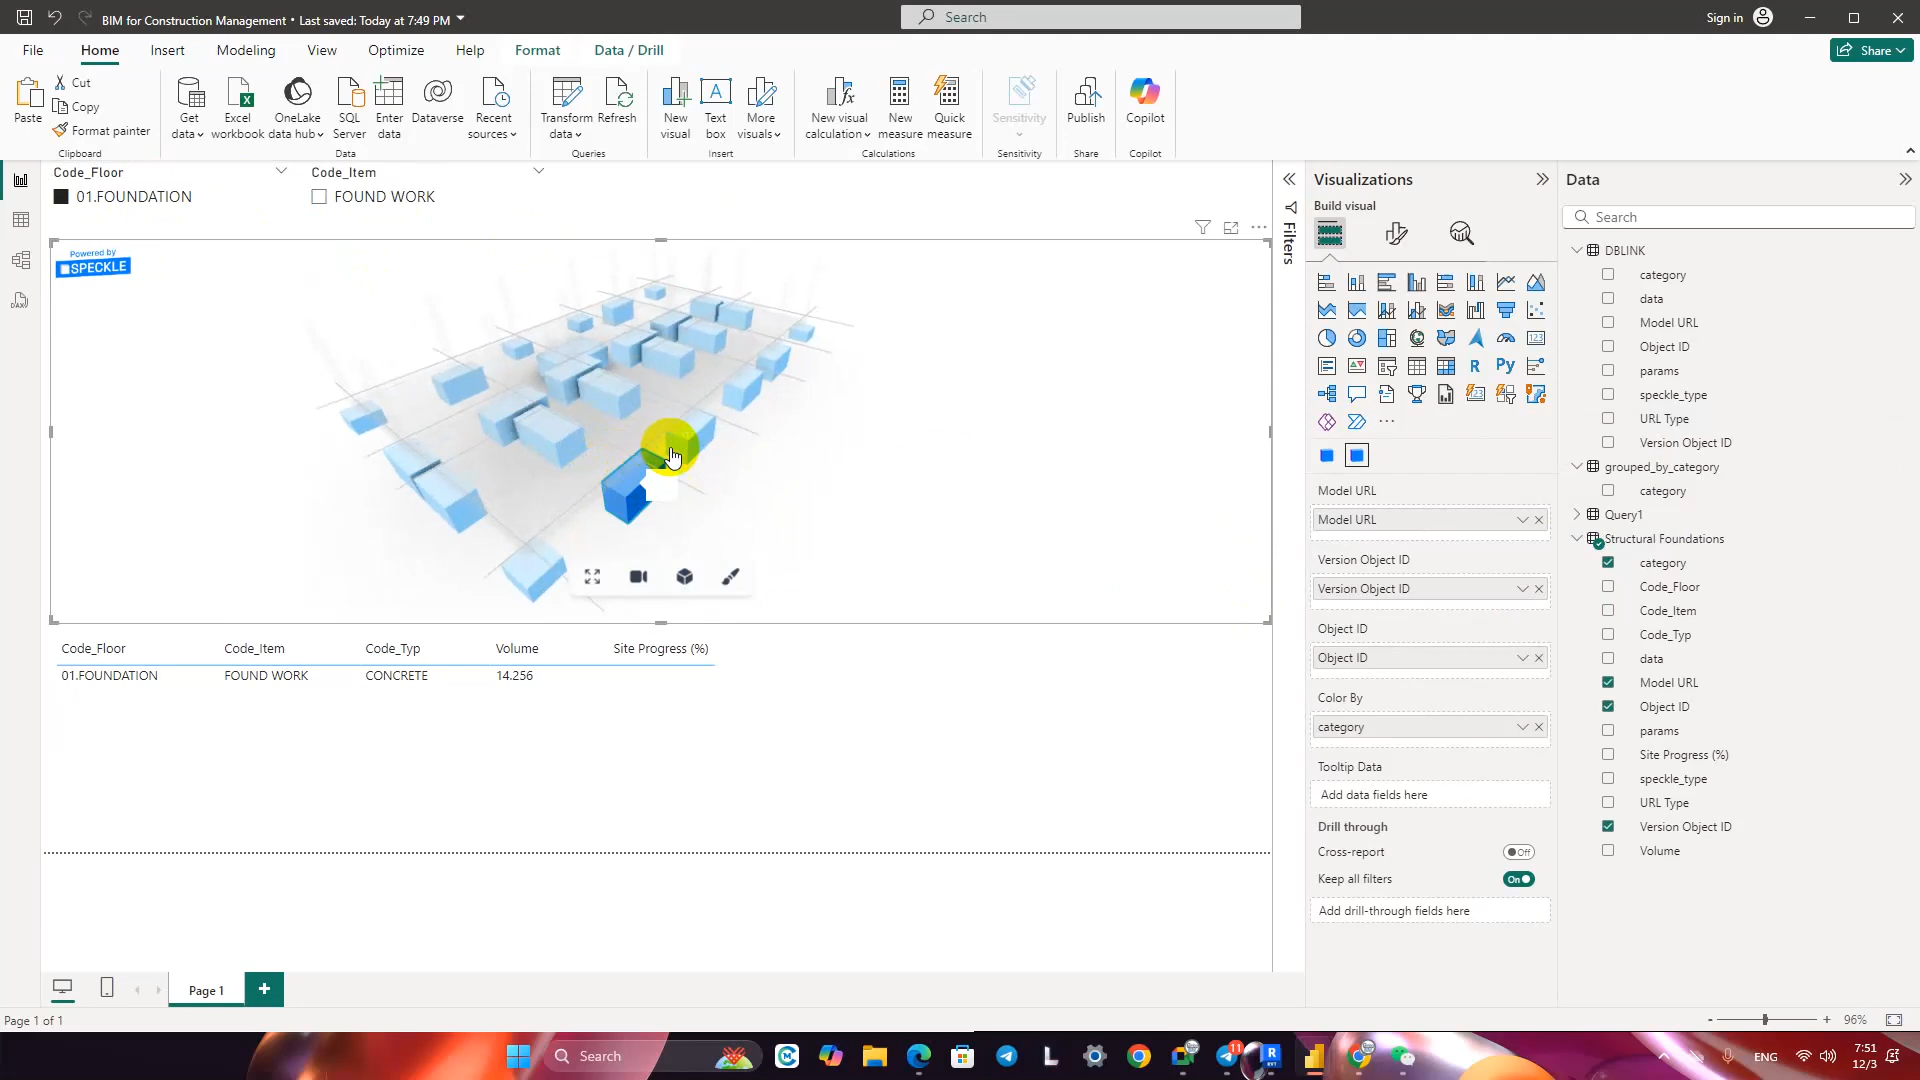 BIM for Construction Management • Last saved: Today at 7:49 PM
Search
Sign in
File
Home
Insert
Modeling
View
Optimize
Help
Format
Data / Drill
Share
Paste
Cut
Copy
Format painter
Clipboard
Get data
Excel workbook
OneLake data hub
SQL Server
Enter data
Dataverse
Recent sources
Data
Transform data
Refresh
Queries
New visual
Text box
More visuals
Insert
New visual calculation
New measure
Quick measure
Calculations
Sensitivity
Sensitivity
Publish
Share
Copilot
Copilot
Code_Floor
01.FOUNDATION
Code_Item
FOUND WORK
Powered by
SPECKLE
Code_Floor Code_Item Code_Typ Volume Site Progress (%)
01.FOUNDATION FOUND WORK CONCRETE 14.256
Filters
Visualizations
Build visual
Model URL
Model URL
Version Object ID
Version Object ID
Object ID
Object ID
Color By
category
Tooltip Data
Add data fields here
Drill through
Cross-report
Off
Keep all filters
On
Add drill-through fields here
Data
Search
DBLINK
category
data
Model URL
Object ID
params
speckle_type
URL Type
Version Object ID
grouped_by_category
category
Query1
Structural Foundations
category
Code_Floor
Code_Item
Code_Typ
data
Model URL
Object ID
params
Site Progress (%)
speckle_type
URL Type
Version Object ID
Volume
Page 1
Page 1 of 1
96%
Search
11
ENG
7:51
12/3